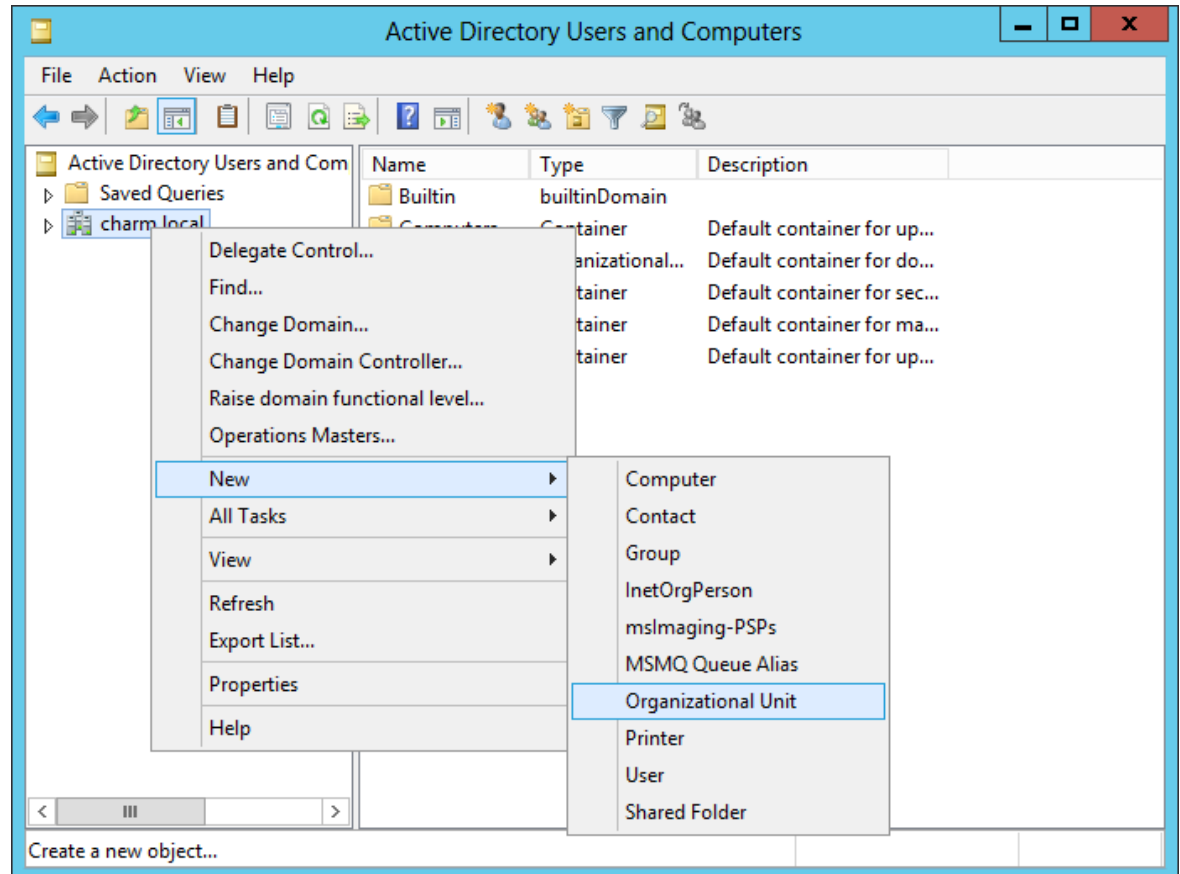 Active Directory Users and Computers
File Action View Help
Active Directory Users and Com
Saved Queries
charm.local
Name Type Description
Builtin builtinDomain
Computers Container Default container for up...
anizational... Default container for do...
tainer Default container for sec...
tainer Default container for ma...
tainer Default container for up...
Delegate Control...
Find...
Change Domain...
Change Domain Controller...
Raise domain functional level...
Operations Masters...
New
All Tasks
View
Refresh
Export List...
Properties
Help
Computer
Contact
Group
InetOrgPerson
msImaging-PSPs
MSMQ Queue Alias
Organizational Unit
Printer
User
Shared Folder
Create a new object...